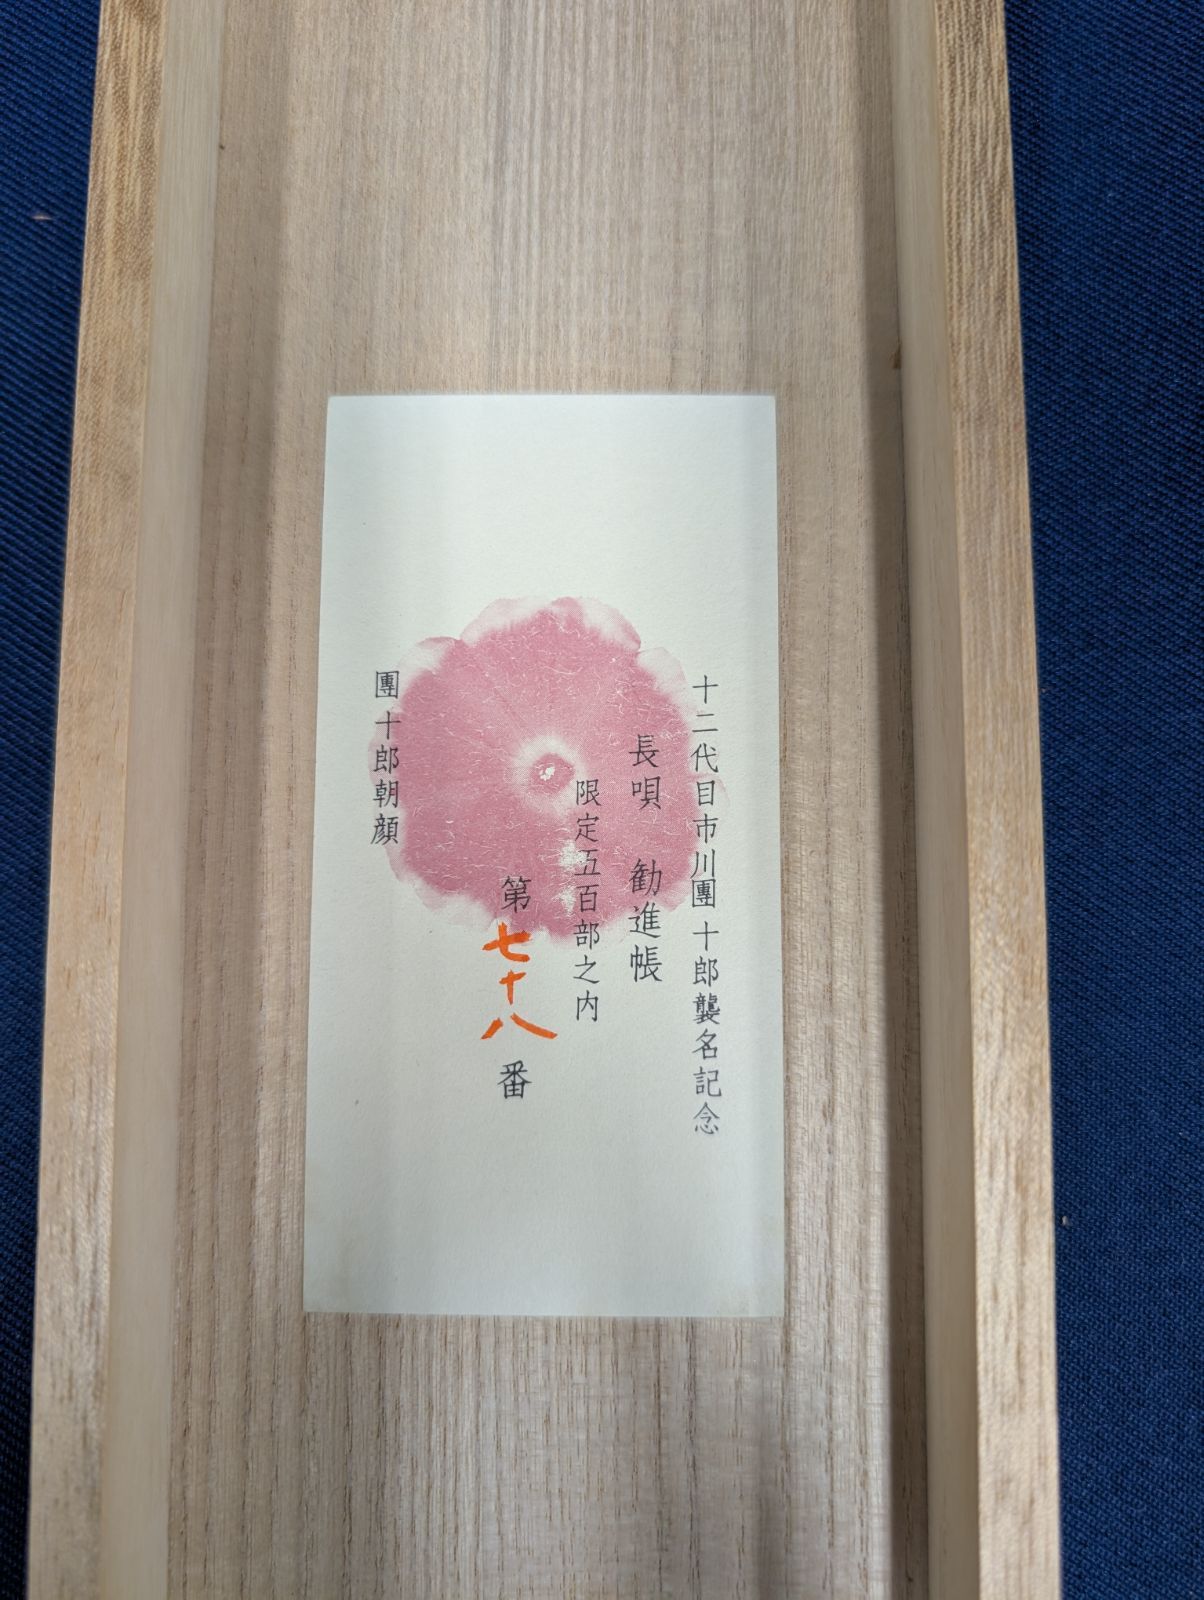 十二代目市川團十郎襲名記念
長唄 勧進帳
限定五百部之内
第七十八番
團十郎朝顔